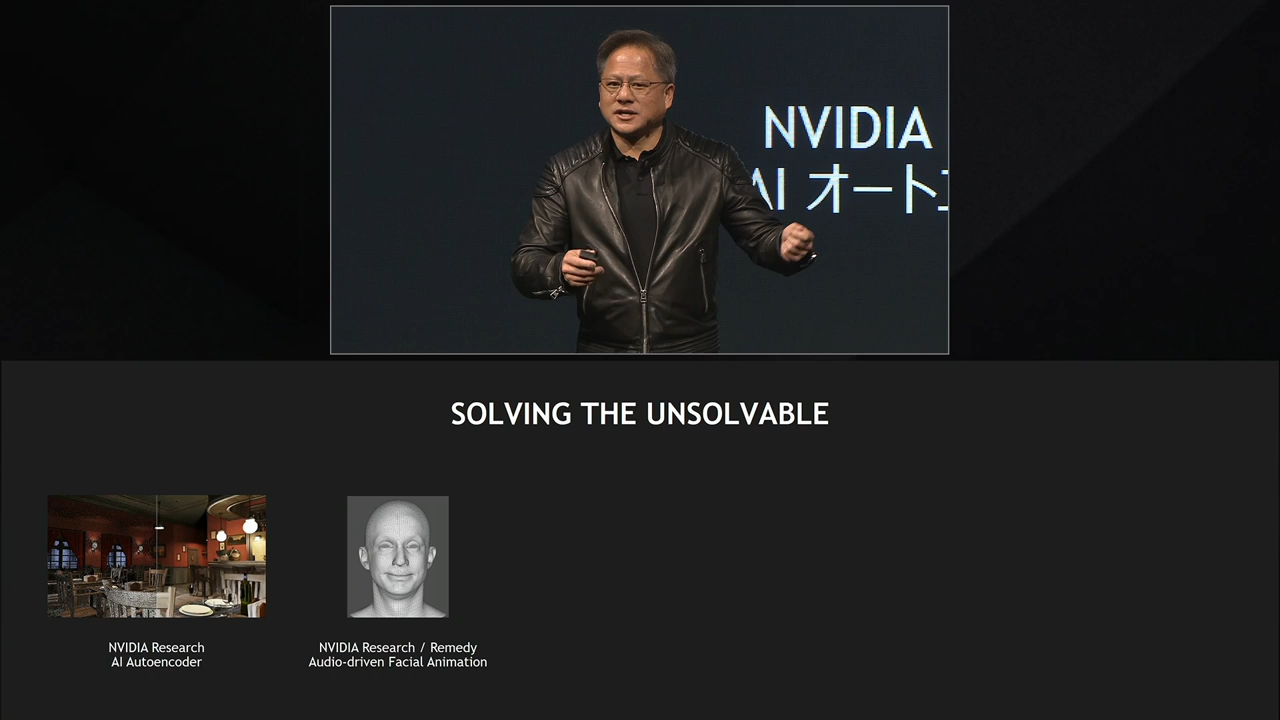 NVIDIA
AI オート
SOLVING THE UNSOLVABLE
NVIDIA Research
AI Autoencoder
NVIDIA Research / Remedy
Audio-driven Facial Animation